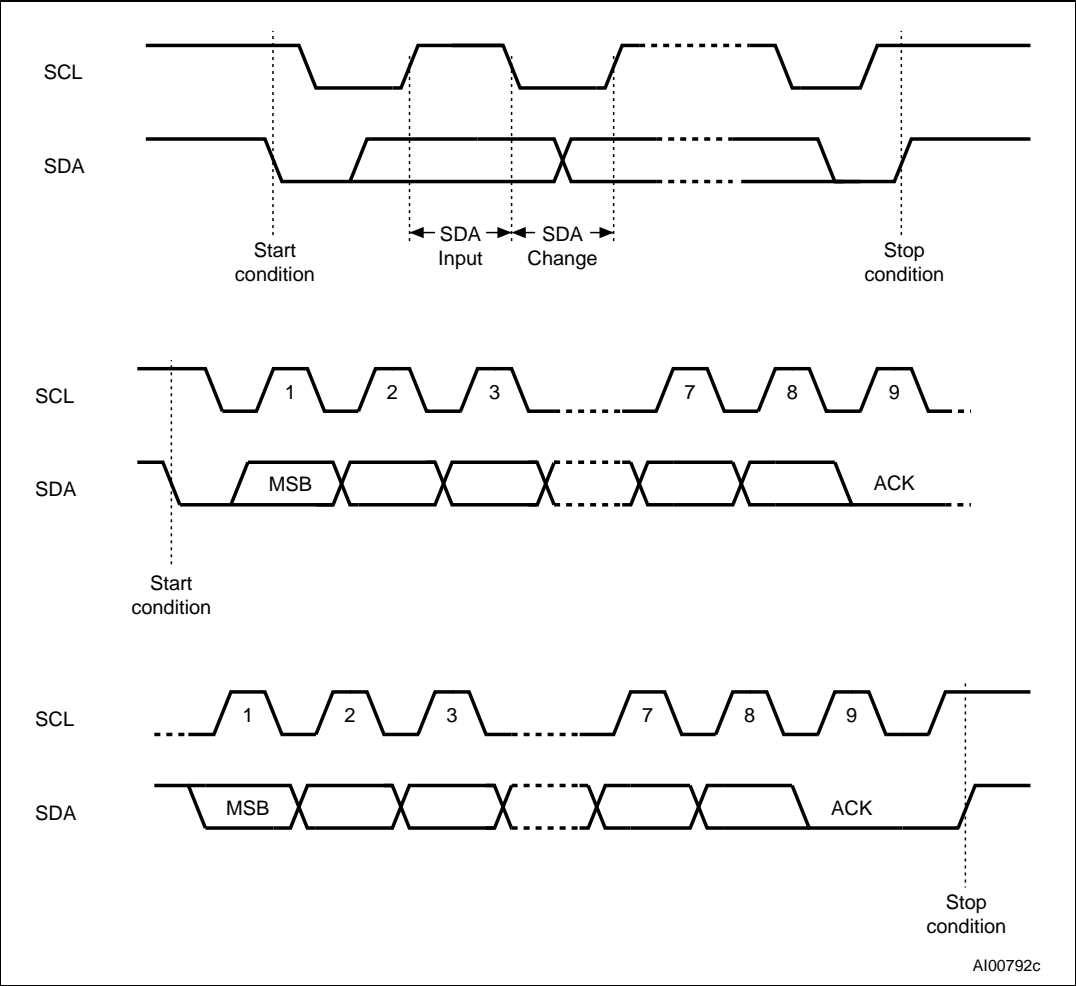 SCL
SDA
SDA
Input
SDA
Change
Start
condition
Stop
condition
SCL
1
2
3
7
8
9
SDA
MSB
ACK
Start
condition
SCL
1
2
3
7
8
9
SDA
MSB
ACK
Stop
condition
AI00792c